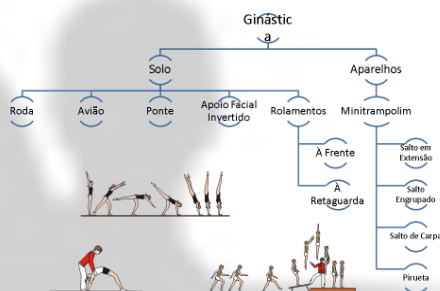 Ginástic
a
Solo
Aparelhos
Roda
Avião
Ponte
Apoio Facial
Invertido
Rolamentos
Minitrampolim
À Frente
À
Retaguarda
Salto em
Extensão
Salto
Engrupado
Salto de Carpa
Pirueta